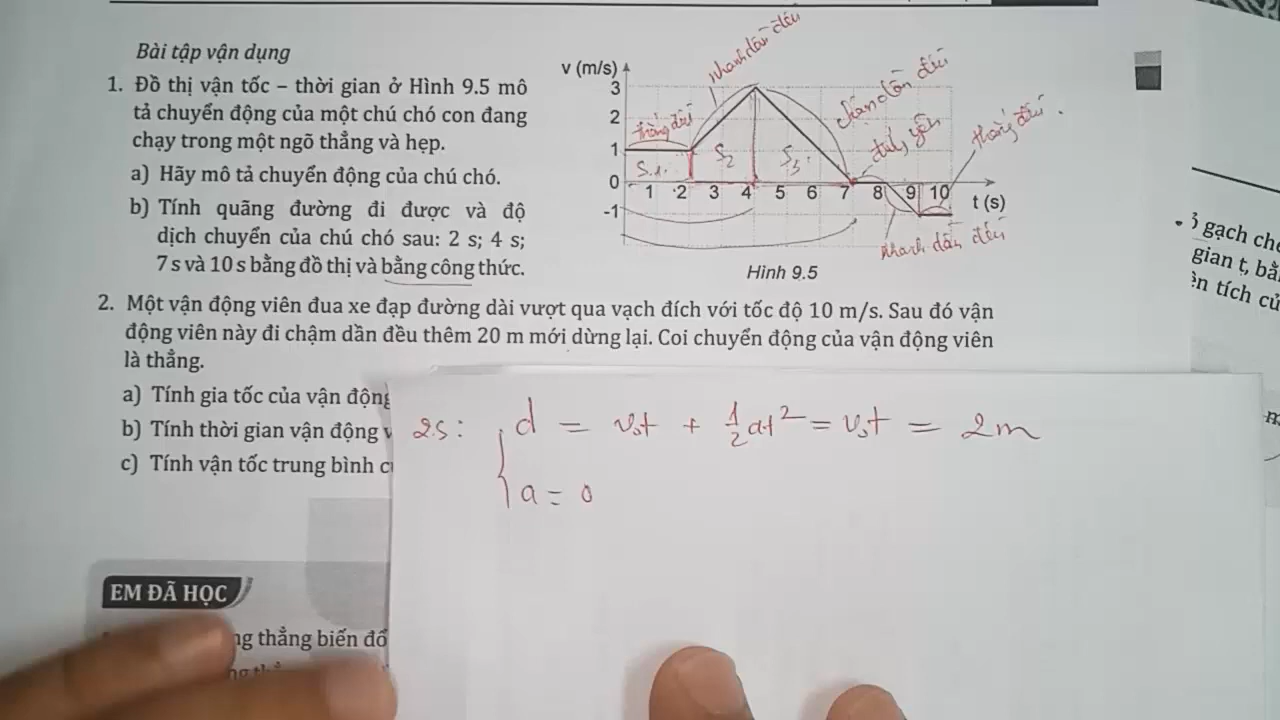 Bài tập vận dụng
1. Đồ thị vận tốc – thời gian ở Hình 9.5 mô
tả chuyển động của một chú chó con đang
chạy trong một ngõ thẳng và hẹp.
a) Hãy mô tả chuyển động của chú chó.
b) Tính quãng đường đi được và độ
dịch chuyển của chú chó sau: 2 s; 4 s;
7 s và 10 s bằng đồ thị và bằng công thức.
v (m/s)
3
2
1
0
-1
1 2 3 4 5 6 7 8 9 10
t (s)
nhanh dần đều
chậm dần đều
S2
S3
thẳng đều
nhanh dần đều
Hình 9.5
2. Một vận động viên đua xe đạp đường dài vượt qua vạch đích với tốc độ 10 m/s. Sau đó vận
động viên này đi chậm dần đều thêm 20 m mới dừng lại. Coi chuyển động của vận động viên
là thẳng.
a) Tính gia tốc của vận động
b) Tính thời gian vận động v
c) Tính vận tốc trung bình c
2s: d = v₀t + 1/2 at² = v₀t = 2m
a = 0
EM ĐÃ HỌC
ng thẳng biến đổ
gạch ch
gian t, bằ
ện tích củ